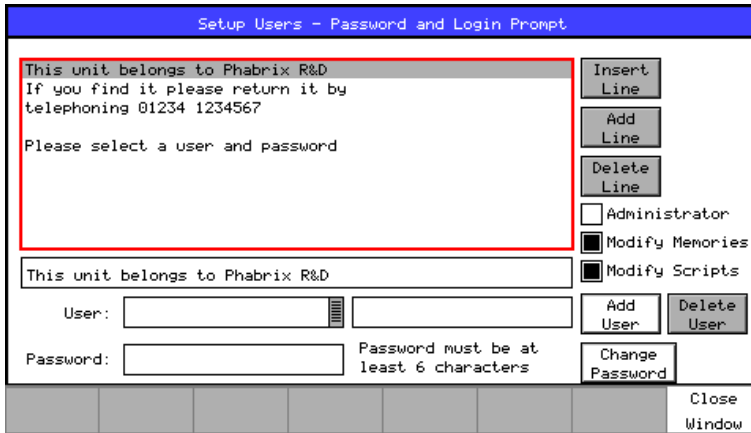 Setup Users - Password and Login Prompt
This unit belongs to Phabrix R&D
If you find it please return it by
telephoning 01234 1234567
Please select a user and password
Insert
Line
Add
Line
Delete
Line
Administrator
Modify Memories
Modify Scripts
This unit belongs to Phabrix R&D
User:
Add
User
Delete
User
Password:
Password must be at
least 6 characters
Change
Password
Close
Window